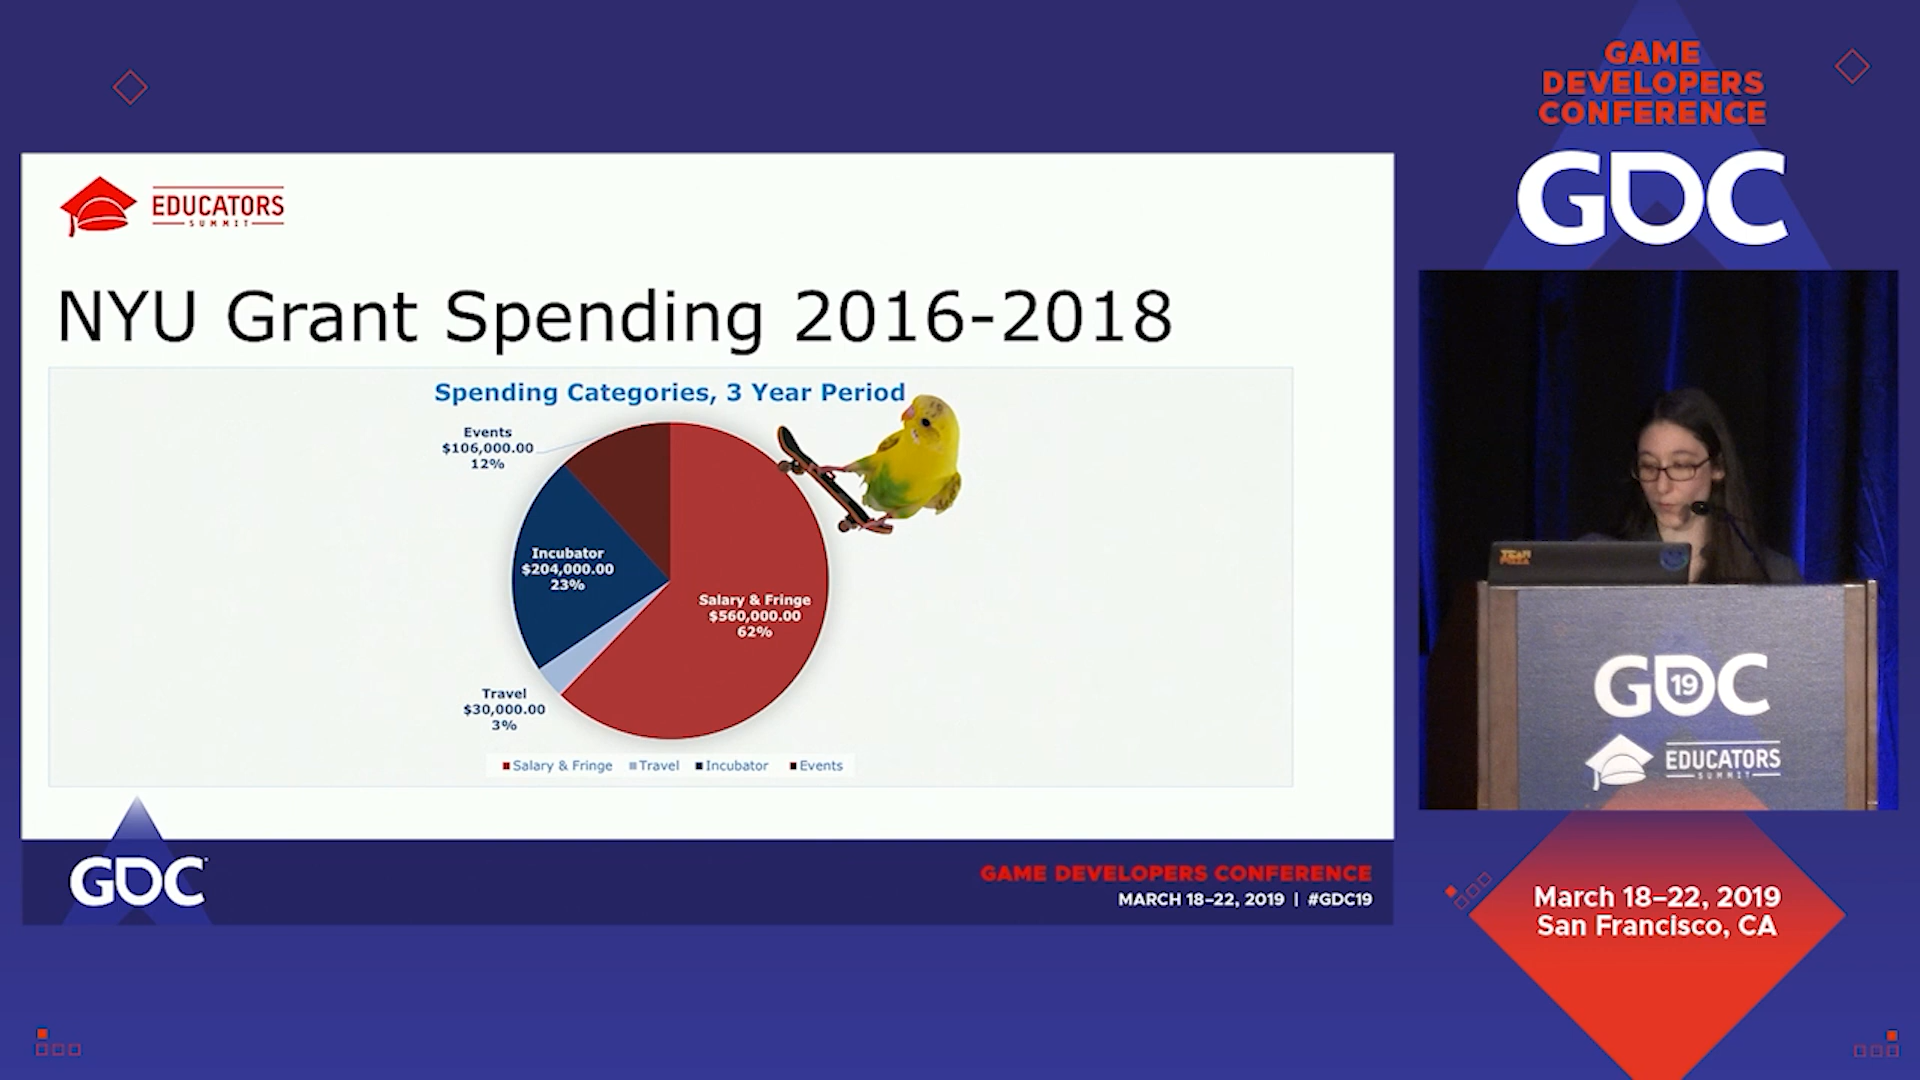 GAME
DEVELOPERS
CONFERENCE
GDC
EDUCATORS
SUMMIT
NYU Grant Spending 2016-2018
Spending Categories, 3 Year Period
Events
$106,000.00
12%
Incubator
$204,000.00
23%
Salary & Fringe
$560,000.00
62%
Travel
$30,000.00
3%
Salary & Fringe Travel Incubator Events
GDC
GAME DEVELOPERS CONFERENCE
MARCH 18–22, 2019 | #GDC19
GDC
19
EDUCATORS
SUMMIT
March 18–22, 2019
San Francisco, CA